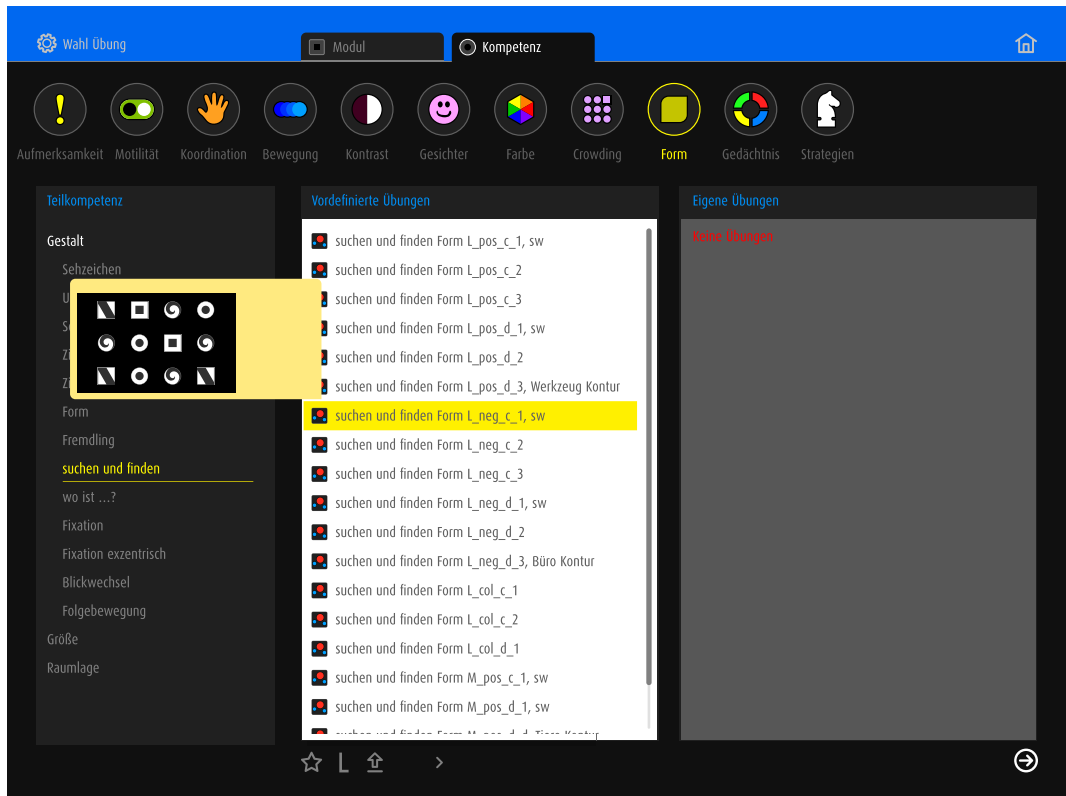 Wahl Übung
Modul
Kompetenz
Aufmerksamkeit
Motilität
Koordination
Bewegung
Kontrast
Gesichter
Farbe
Crowding
Form
Gedächtnis
Strategien
Teilkompetenz
Gestalt
Sehzeichen
Form
Fremdling
suchen und finden
wo ist ...?
Fixation
Fixation exzentrisch
Blickwechsel
Folgebewegung
Größe
Raumlage
Vordefinierte Übungen
suchen und finden Form L_pos_c_1, sw
suchen und finden Form L_pos_c_2
suchen und finden Form L_pos_c_3
suchen und finden Form L_pos_d_1, sw
suchen und finden Form L_pos_d_2
suchen und finden Form L_pos_d_3, Werkzeug Kontur
suchen und finden Form L_neg_c_1, sw
suchen und finden Form L_neg_c_2
suchen und finden Form L_neg_c_3
suchen und finden Form L_neg_d_1, sw
suchen und finden Form L_neg_d_2
suchen und finden Form L_neg_d_3, Büro Kontur
suchen und finden Form L_col_c_1
suchen und finden Form L_col_c_2
suchen und finden Form L_col_d_1
suchen und finden Form M_pos_c_1, sw
suchen und finden Form M_pos_d_1, sw
L
Eigene Übungen
Keine Übungen